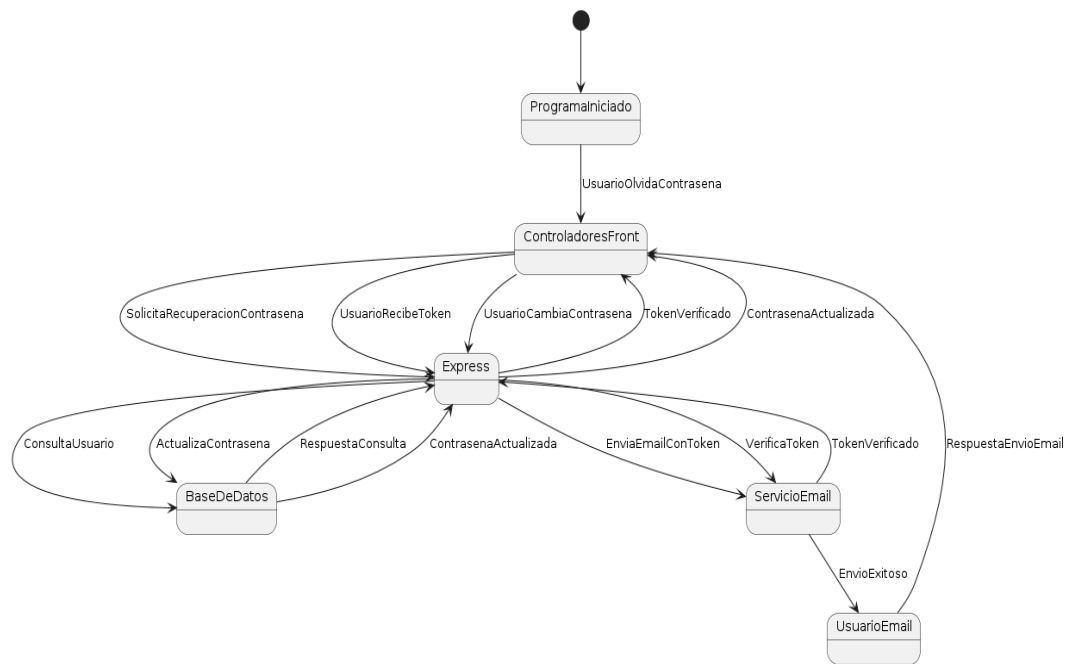 ProgramaIniciado
UsuarioOlvidaContrasena
ControladoresFront
SolicitaRecuperacionContrasena
UsuarioRecibeToken
UsuarioCambiaContrasena
TokenVerificado
ContrasenaActualizada
Express
ConsultaUsuario
ActualizaContrasena
RespuestaConsulta
ContrasenaActualizada
EnviaEmailConToken
VerificaToken
TokenVerificado
RespuestaEnvioEmail
BaseDeDatos
ServicioEmail
EnvioExitoso
UsuarioEmail